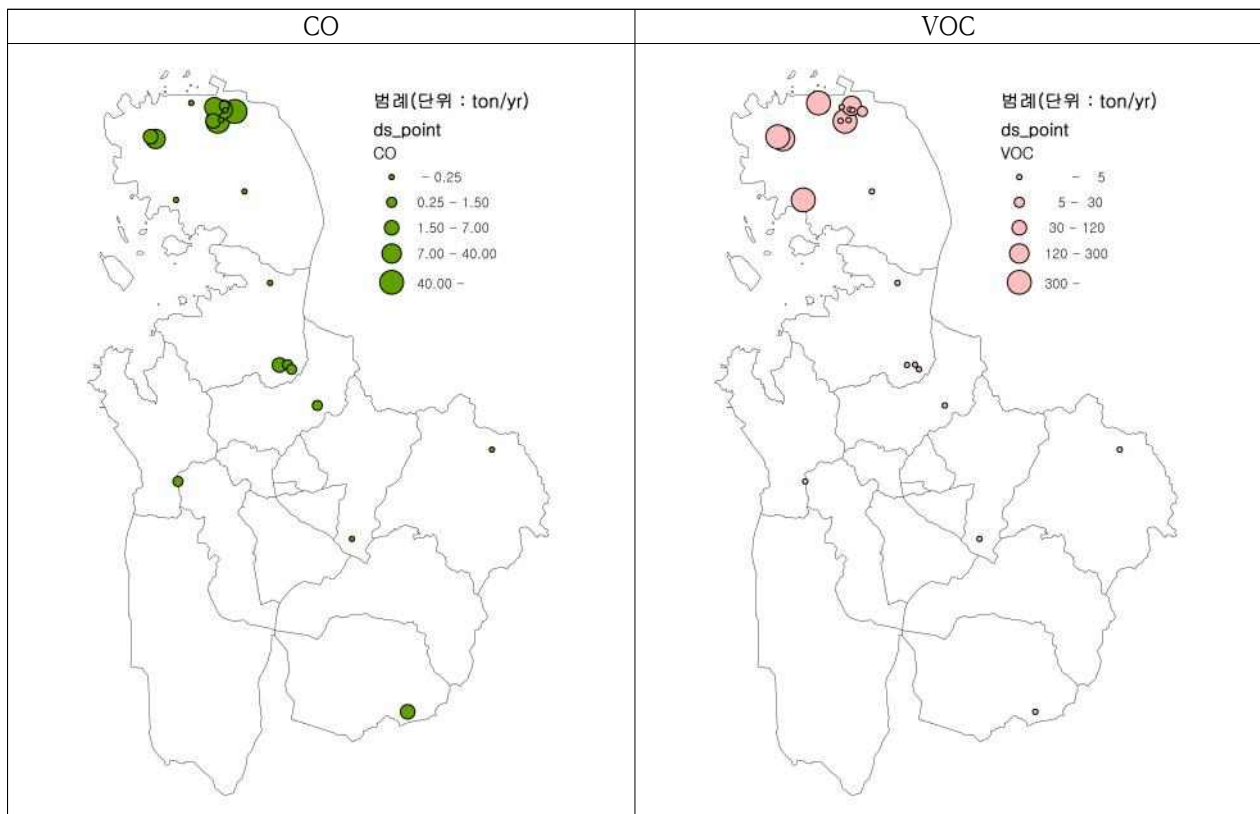 CO
VOC
범례(단위 : ton/yr)
ds_point
CO
- 0.25
0.25 - 1.50
1.50 - 7.00
7.00 - 40.00
40.00 -
범례(단위 : ton/yr)
ds_point
VOC
- 5
5 - 30
30 - 120
120 - 300
300 -